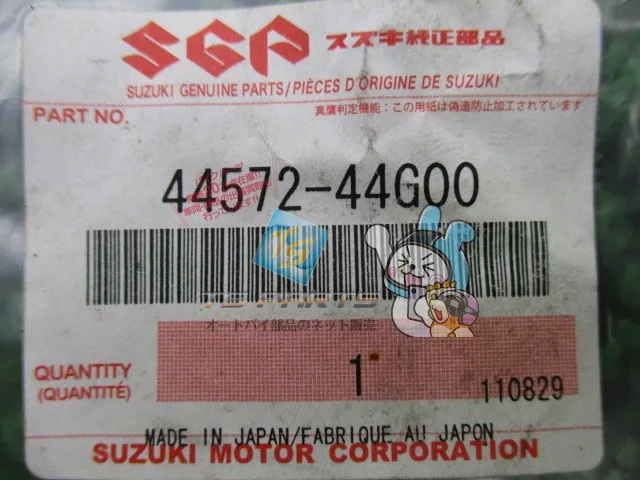 SGP スズキ純正部品
SUZUKI GENUINE PARTS/PIÈCES D'ORIGINE DE SUZUKI
真贋判定機能:この用紙は偽造防止加工されています
PART NO.
44572-44G00
TS PARTS
オートバイ部品のネット販売
QUANTITY
(QUANTITÉ)
1
110829
MADE IN JAPAN/FABRIQUE AU JAPON
SUZUKI MOTOR CORPORATION